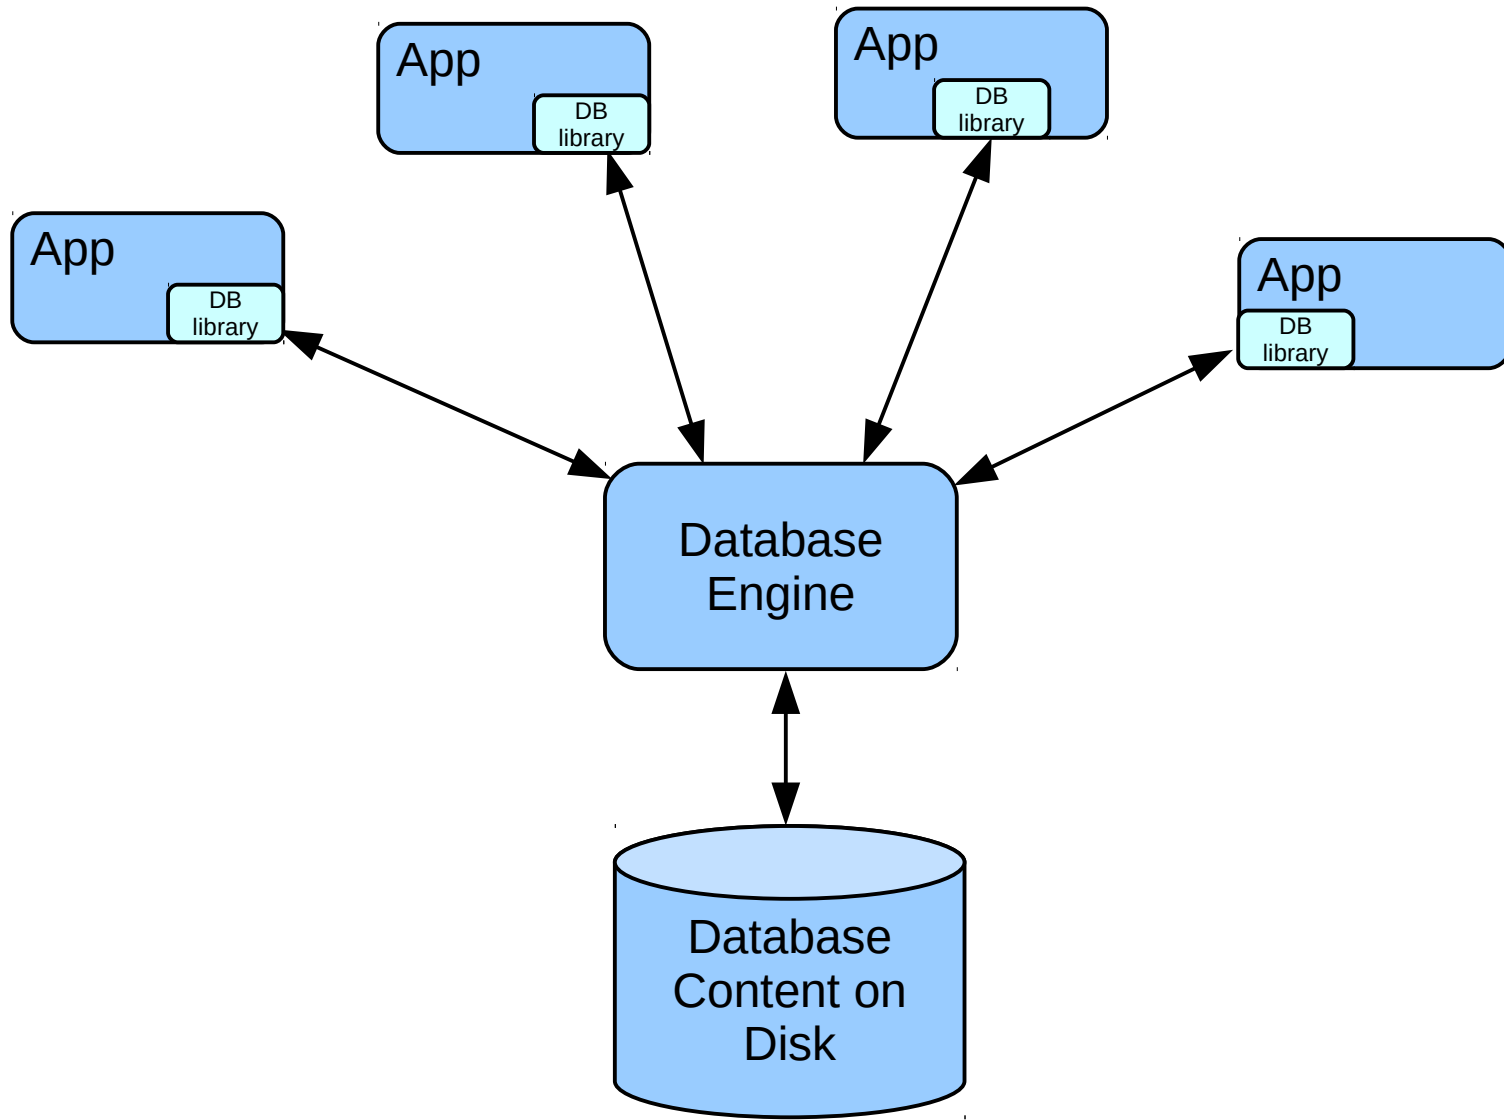 App
DB
library
App
DB
library
App
DB
library
App
DB
library
Database
Engine
Database
Content on
Disk